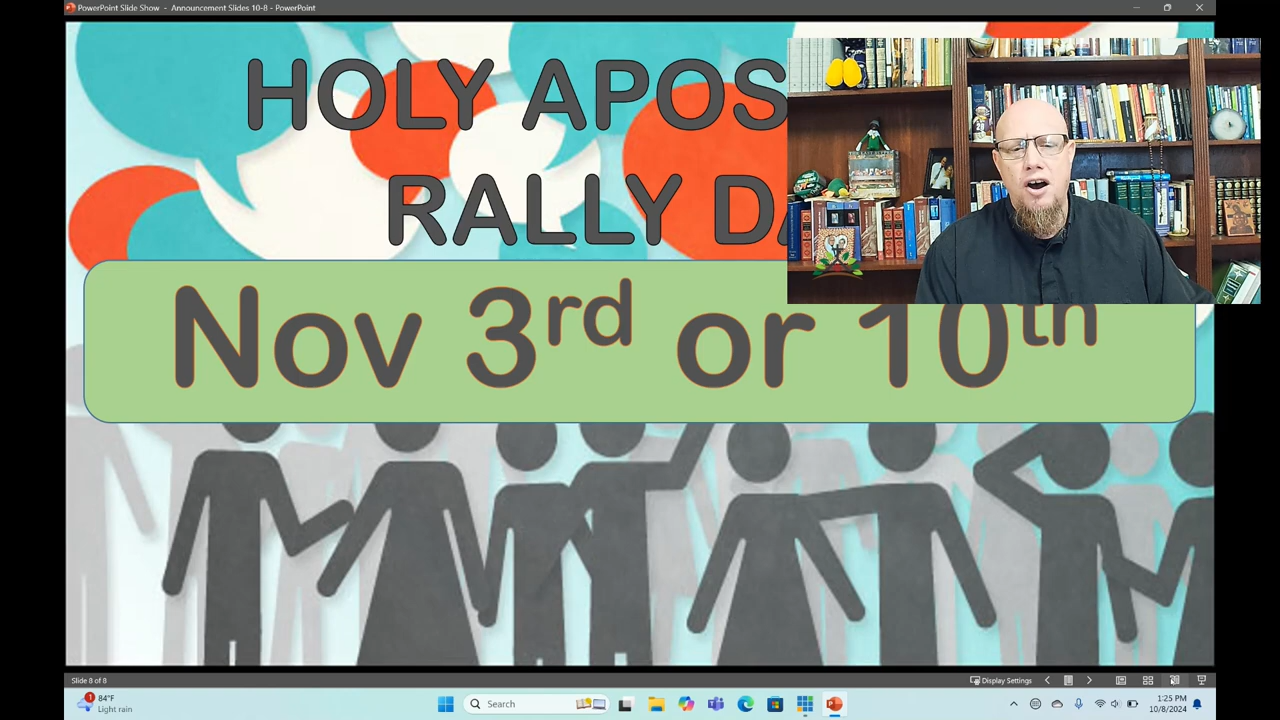 PowerPoint Slide Show - Announcement Slides 10-8 - PowerPoint
HOLY APOS
RALLY DA
Nov 3rd or 10th
Slide 8 of 8
Display Settings
1
84°F
Light rain
Search
1:25 PM
10/8/2024